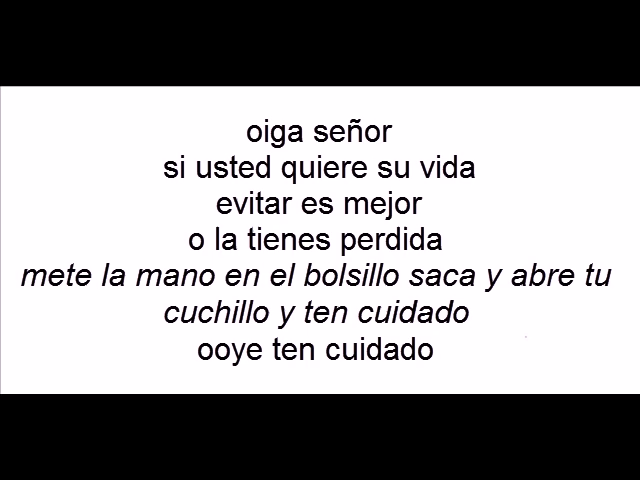 oiga señor
si usted quiere su vida
evitar es mejor
o la tienes perdida
mete la mano en el bolsillo saca y abre tu
cuchillo y ten cuidado
ooye ten cuidado